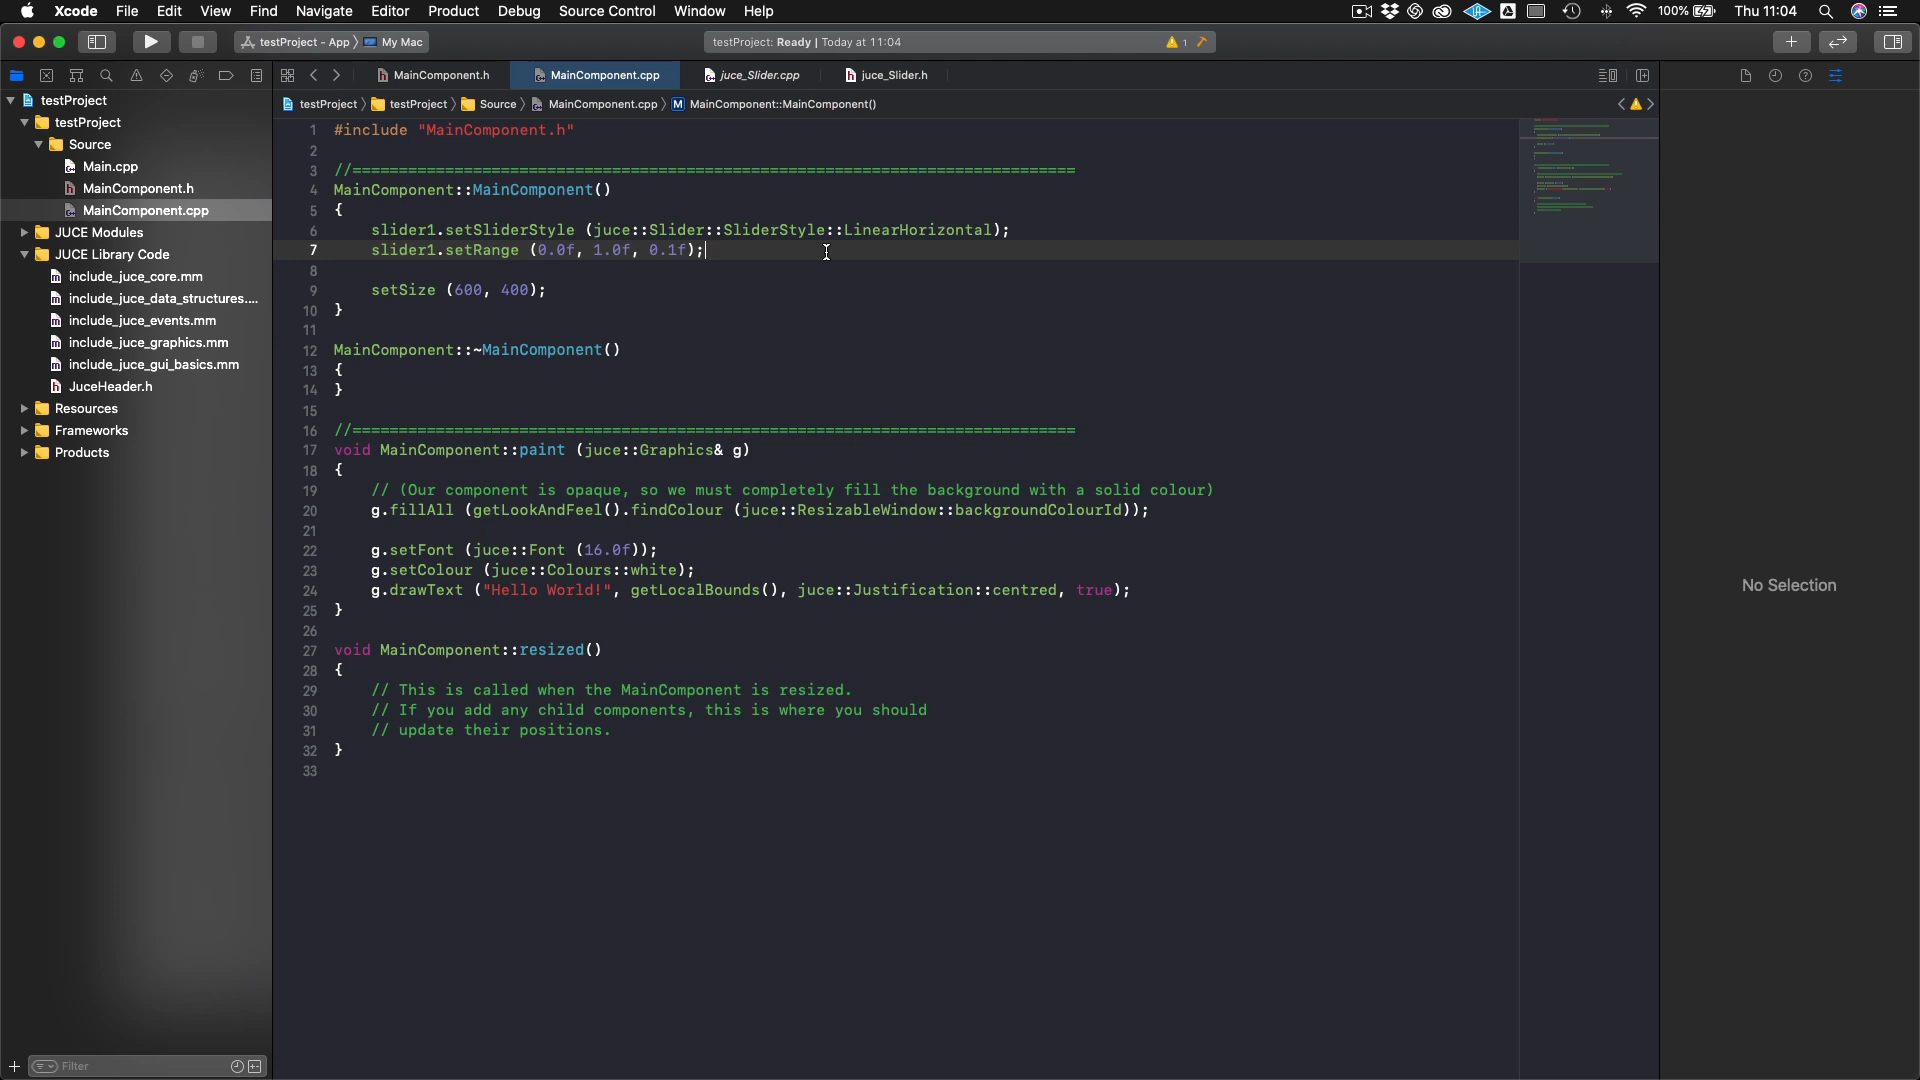 Xcode File Edit View Find Navigate Editor Product Debug Source Control Window Help 100% Thu 11:04
testProject - App My Mac testProject: Ready | Today at 11:04 1
MainComponent.h MainComponent.cpp juce_Slider.cpp juce_Slider.h
testProject testProject Source MainComponent.cpp M MainComponent::MainComponent()
testProject
testProject
Source
Main.cpp
MainComponent.h
MainComponent.cpp
JUCE Modules
JUCE Library Code
include_juce_core.mm
include_juce_data_structures....
include_juce_events.mm
include_juce_graphics.mm
include_juce_gui_basics.mm
JuceHeader.h
Resources
Frameworks
Products
Filter
1 #include "MainComponent.h"
2
3 //==============================================================================
4 MainComponent::MainComponent()
5 {
6 slider1.setSliderStyle (juce::Slider::SliderStyle::LinearHorizontal);
7 slider1.setRange (0.0f, 1.0f, 0.1f);
8
9 setSize (600, 400);
10 }
11
12 MainComponent::~MainComponent()
13 {
14 }
15
16 //==============================================================================
17 void MainComponent::paint (juce::Graphics& g)
18 {
19 // (Our component is opaque, so we must completely fill the background with a solid colour)
20 g.fillAll (getLookAndFeel().findColour (juce::ResizableWindow::backgroundColourId));
21
22 g.setFont (juce::Font (16.0f));
23 g.setColour (juce::Colours::white);
24 g.drawText ("Hello World!", getLocalBounds(), juce::Justification::centred, true);
25 }
26
27 void MainComponent::resized()
28 {
29 // This is called when the MainComponent is resized.
30 // If you add any child components, this is where you should
31 // update their positions.
32 }
33
No Selection